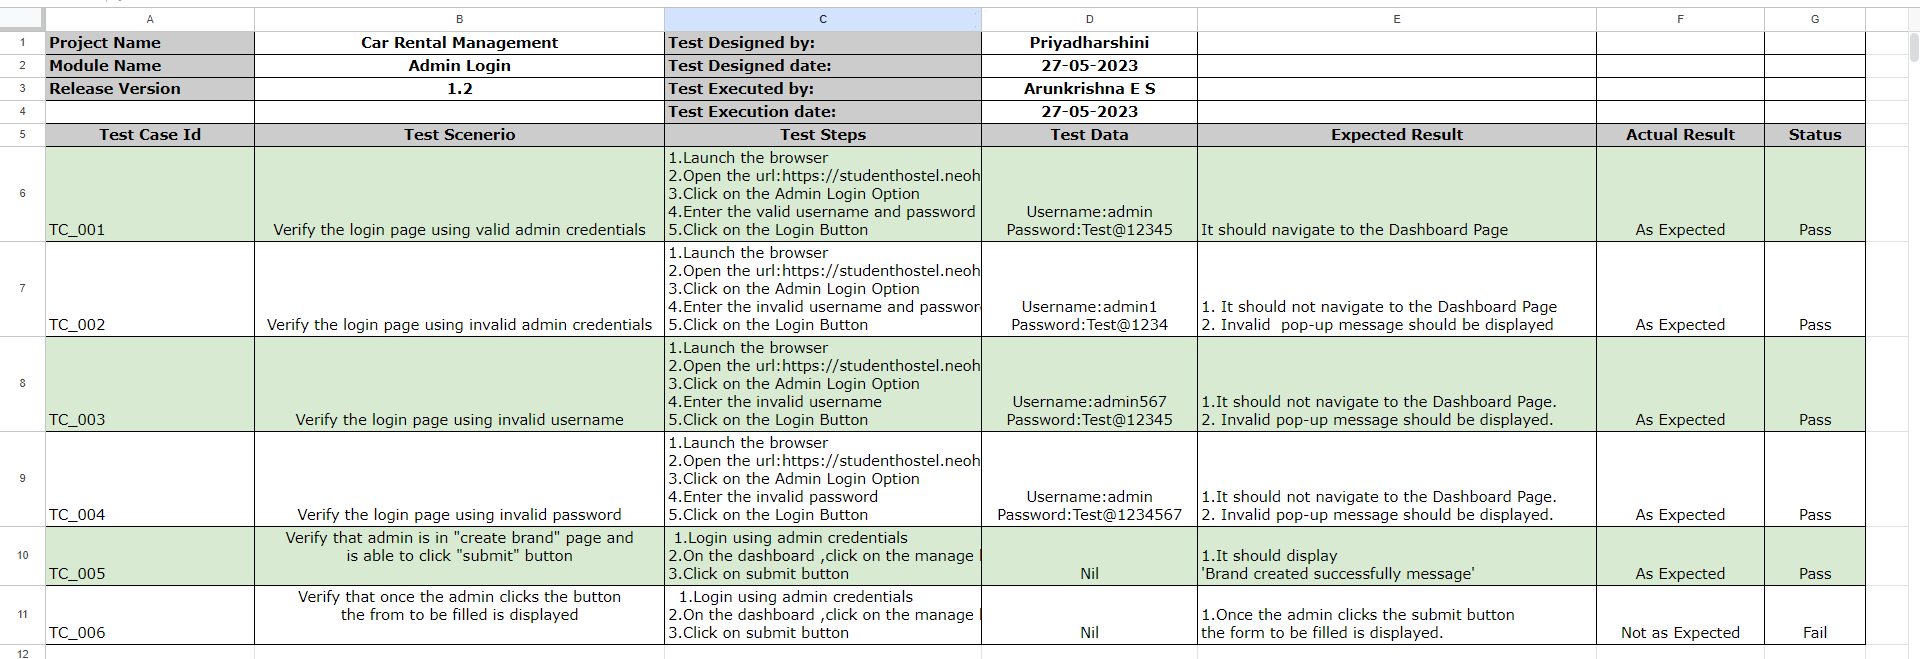 A B C D E F G
1 Project Name Car Rental Management Test Designed by: Priyadharshini
2 Module Name Admin Login Test Designed date: 27-05-2023
3 Release Version 1.2 Test Executed by: Arunkrishna E S
4 Test Execution date: 27-05-2023
5 Test Case Id Test Scenerio Test Steps Test Data Expected Result Actual Result Status
6
TC_001
Verify the login page using valid admin credentials
1.Launch the browser
2.Open the url:https://studenthostel.neoh
3.Click on the Admin Login Option
4.Enter the valid username and password
5.Click on the Login Button
Username:admin
Password:Test@12345
It should navigate to the Dashboard Page
As Expected
Pass
7
TC_002
Verify the login page using invalid admin credentials
1.Launch the browser
2.Open the url:https://studenthostel.neoh
3.Click on the Admin Login Option
4.Enter the invalid username and passwor
5.Click on the Login Button
Username:admin1
Password:Test@1234
1. It should not navigate to the Dashboard Page
2. Invalid  pop-up message should be displayed
As Expected
Pass
8
TC_003
Verify the login page using invalid username
1.Launch the browser
2.Open the url:https://studenthostel.neoh
3.Click on the Admin Login Option
4.Enter the invalid username
5.Click on the Login Button
Username:admin567
Password:Test@12345
1.It should not navigate to the Dashboard Page.
2. Invalid pop-up message should be displayed.
As Expected
Pass
9
TC_004
Verify the login page using invalid password
1.Launch the browser
2.Open the url:https://studenthostel.neoh
3.Click on the Admin Login Option
4.Enter the invalid password
5.Click on the Login Button
Username:admin
Password:Test@1234567
1.It should not navigate to the Dashboard Page.
2. Invalid pop-up message should be displayed.
As Expected
Pass
10
TC_005
Verify that admin is in "create brand" page and
is able to click "submit" button
1.Login using admin credentials
2.On the dashboard ,click on the manage
3.Click on submit button
Nil
1.It should display
'Brand created successfully message'
As Expected
Pass
11
TC_006
Verify that once the admin clicks the button
the from to be filled is displayed
1.Login using admin credentials
2.On the dashboard ,click on the manage
3.Click on submit button
Nil
1.Once the admin clicks the submit button
the form to be filled is displayed.
Not as Expected
Fail
12